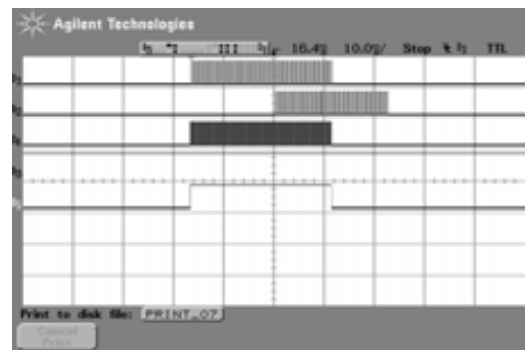 Agilent Technologies
16.4 10.0 / Stop TTL
Print to disk file: PRINT_07
Cancel
Print